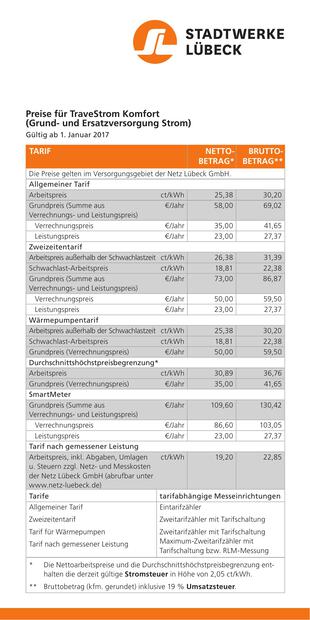 STADTWERKE
LÜBECK
Preise für TraveStrom Komfort
(Grund- und Ersatzversorgung Strom)
Gültig ab 1. Januar 2017
TARIF NETTO-BETRAG* BRUTTO-BETRAG**
Die Preise gelten im Versorgungsgebiet der Netz Lübeck GmbH.
Allgemeiner Tarif
Arbeitspreis ct/kWh 25,38 30,20
Grundpreis (Summe aus €/Jahr 58,00 69,02
Verrechnungs- und Leistungspreis)
Verrechnungspreis €/Jahr 35,00 41,65
Leistungspreis €/Jahr 23,00 27,37
Zweizeitentarif
Arbeitspreis außerhalb der Schwachlastzeit ct/kWh 26,38 31,39
Schwachlast-Arbeitspreis ct/kWh 18,81 22,38
Grundpreis (Summe aus €/Jahr 73,00 86,87
Verrechnungs- und Leistungspreis)
Verrechnungspreis €/Jahr 50,00 59,50
Leistungspreis €/Jahr 23,00 27,37
Wärmepumpentarif
Arbeitspreis außerhalb der Schwachlastzeit ct/kWh 25,38 30,20
Schwachlast-Arbeitspreis ct/kWh 18,81 22,38
Grundpreis (Verrechnungspreis) €/Jahr 50,00 59,50
Durchschnittshöchstpreisbegrenzung*
Arbeitspreis ct/kWh 30,89 36,76
Grundpreis (Verrechnungspreis) €/Jahr 35,00 41,65
SmartMeter
Grundpreis (Summe aus €/Jahr 109,60 130,42
Verrechnungs- und Leistungspreis)
Verrechnungspreis €/Jahr 86,60 103,05
Leistungspreis €/Jahr 23,00 27,37
Tarif nach gemessener Leistung
Arbeitspreis, inkl. Abgaben, Umlagen ct/kWh 19,20 22,85
u. Steuern zzgl. Netz- und Messkosten
der Netz Lübeck GmbH (abrufbar unter
www.netz-luebeck.de)
Tarife tarifabhängige Messeinrichtungen
Allgemeiner Tarif Eintarifzähler
Zweizeitentarif Zweitarifzähler mit Tarifschaltung
Tarif für Wärmepumpen Zweitarifzähler mit Tarifschaltung
Tarif nach gemessener Leistung Maximum-Zweitarifzähler mit
Tarifschaltung bzw. RLM-Messung
* Die Nettoarbeitspreise und die Durchschnittshöchstpreisbegrenzung ent-
halten die derzeit gültige Stromsteuer in Höhe von 2,05 ct/kWh.
** Bruttobetrag (kfm. gerundet) inklusive 19 % Umsatzsteuer.